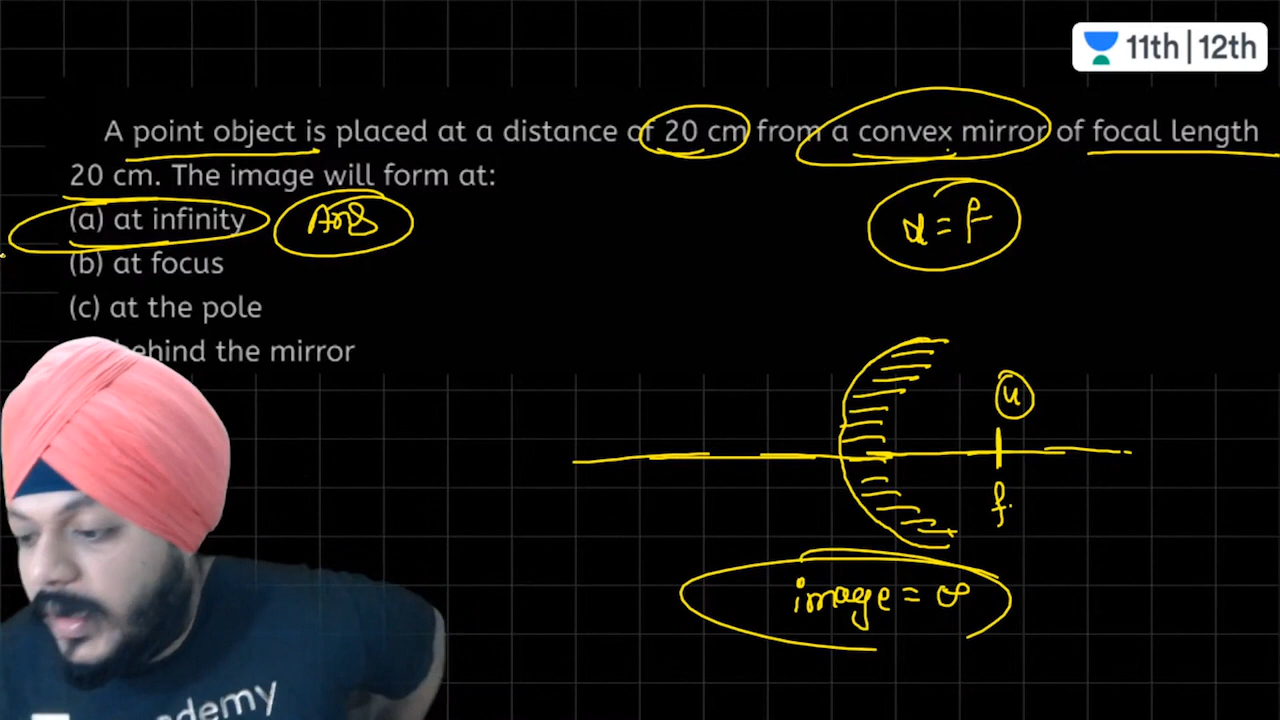 11th | 12th
A point object is placed at a distance of 20 cm from a convex mirror of focal length
20 cm. The image will form at:
(a) at infinity Ans
u = f
(b) at focus
(c) at the pole
behind the mirror
u
f
image = ∞
demy